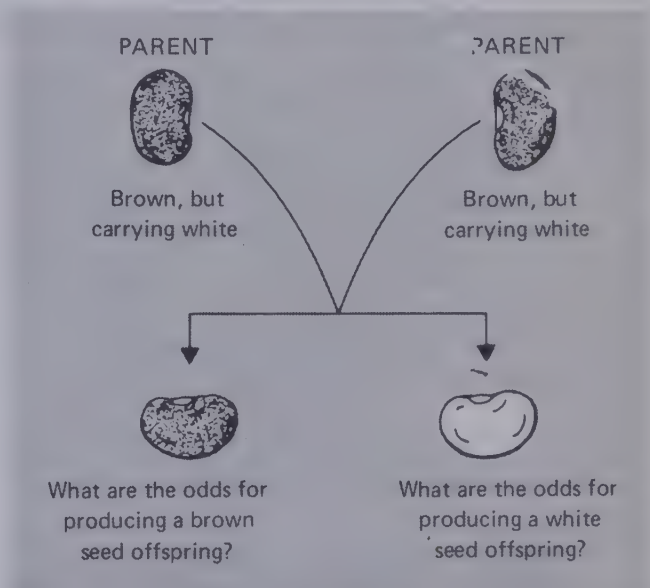 PARENT
PARENT
Brown, but
carrying white
Brown, but
carrying white
What are the odds for
producing a brown
seed offspring?
What are the odds for
producing a white
seed offspring?